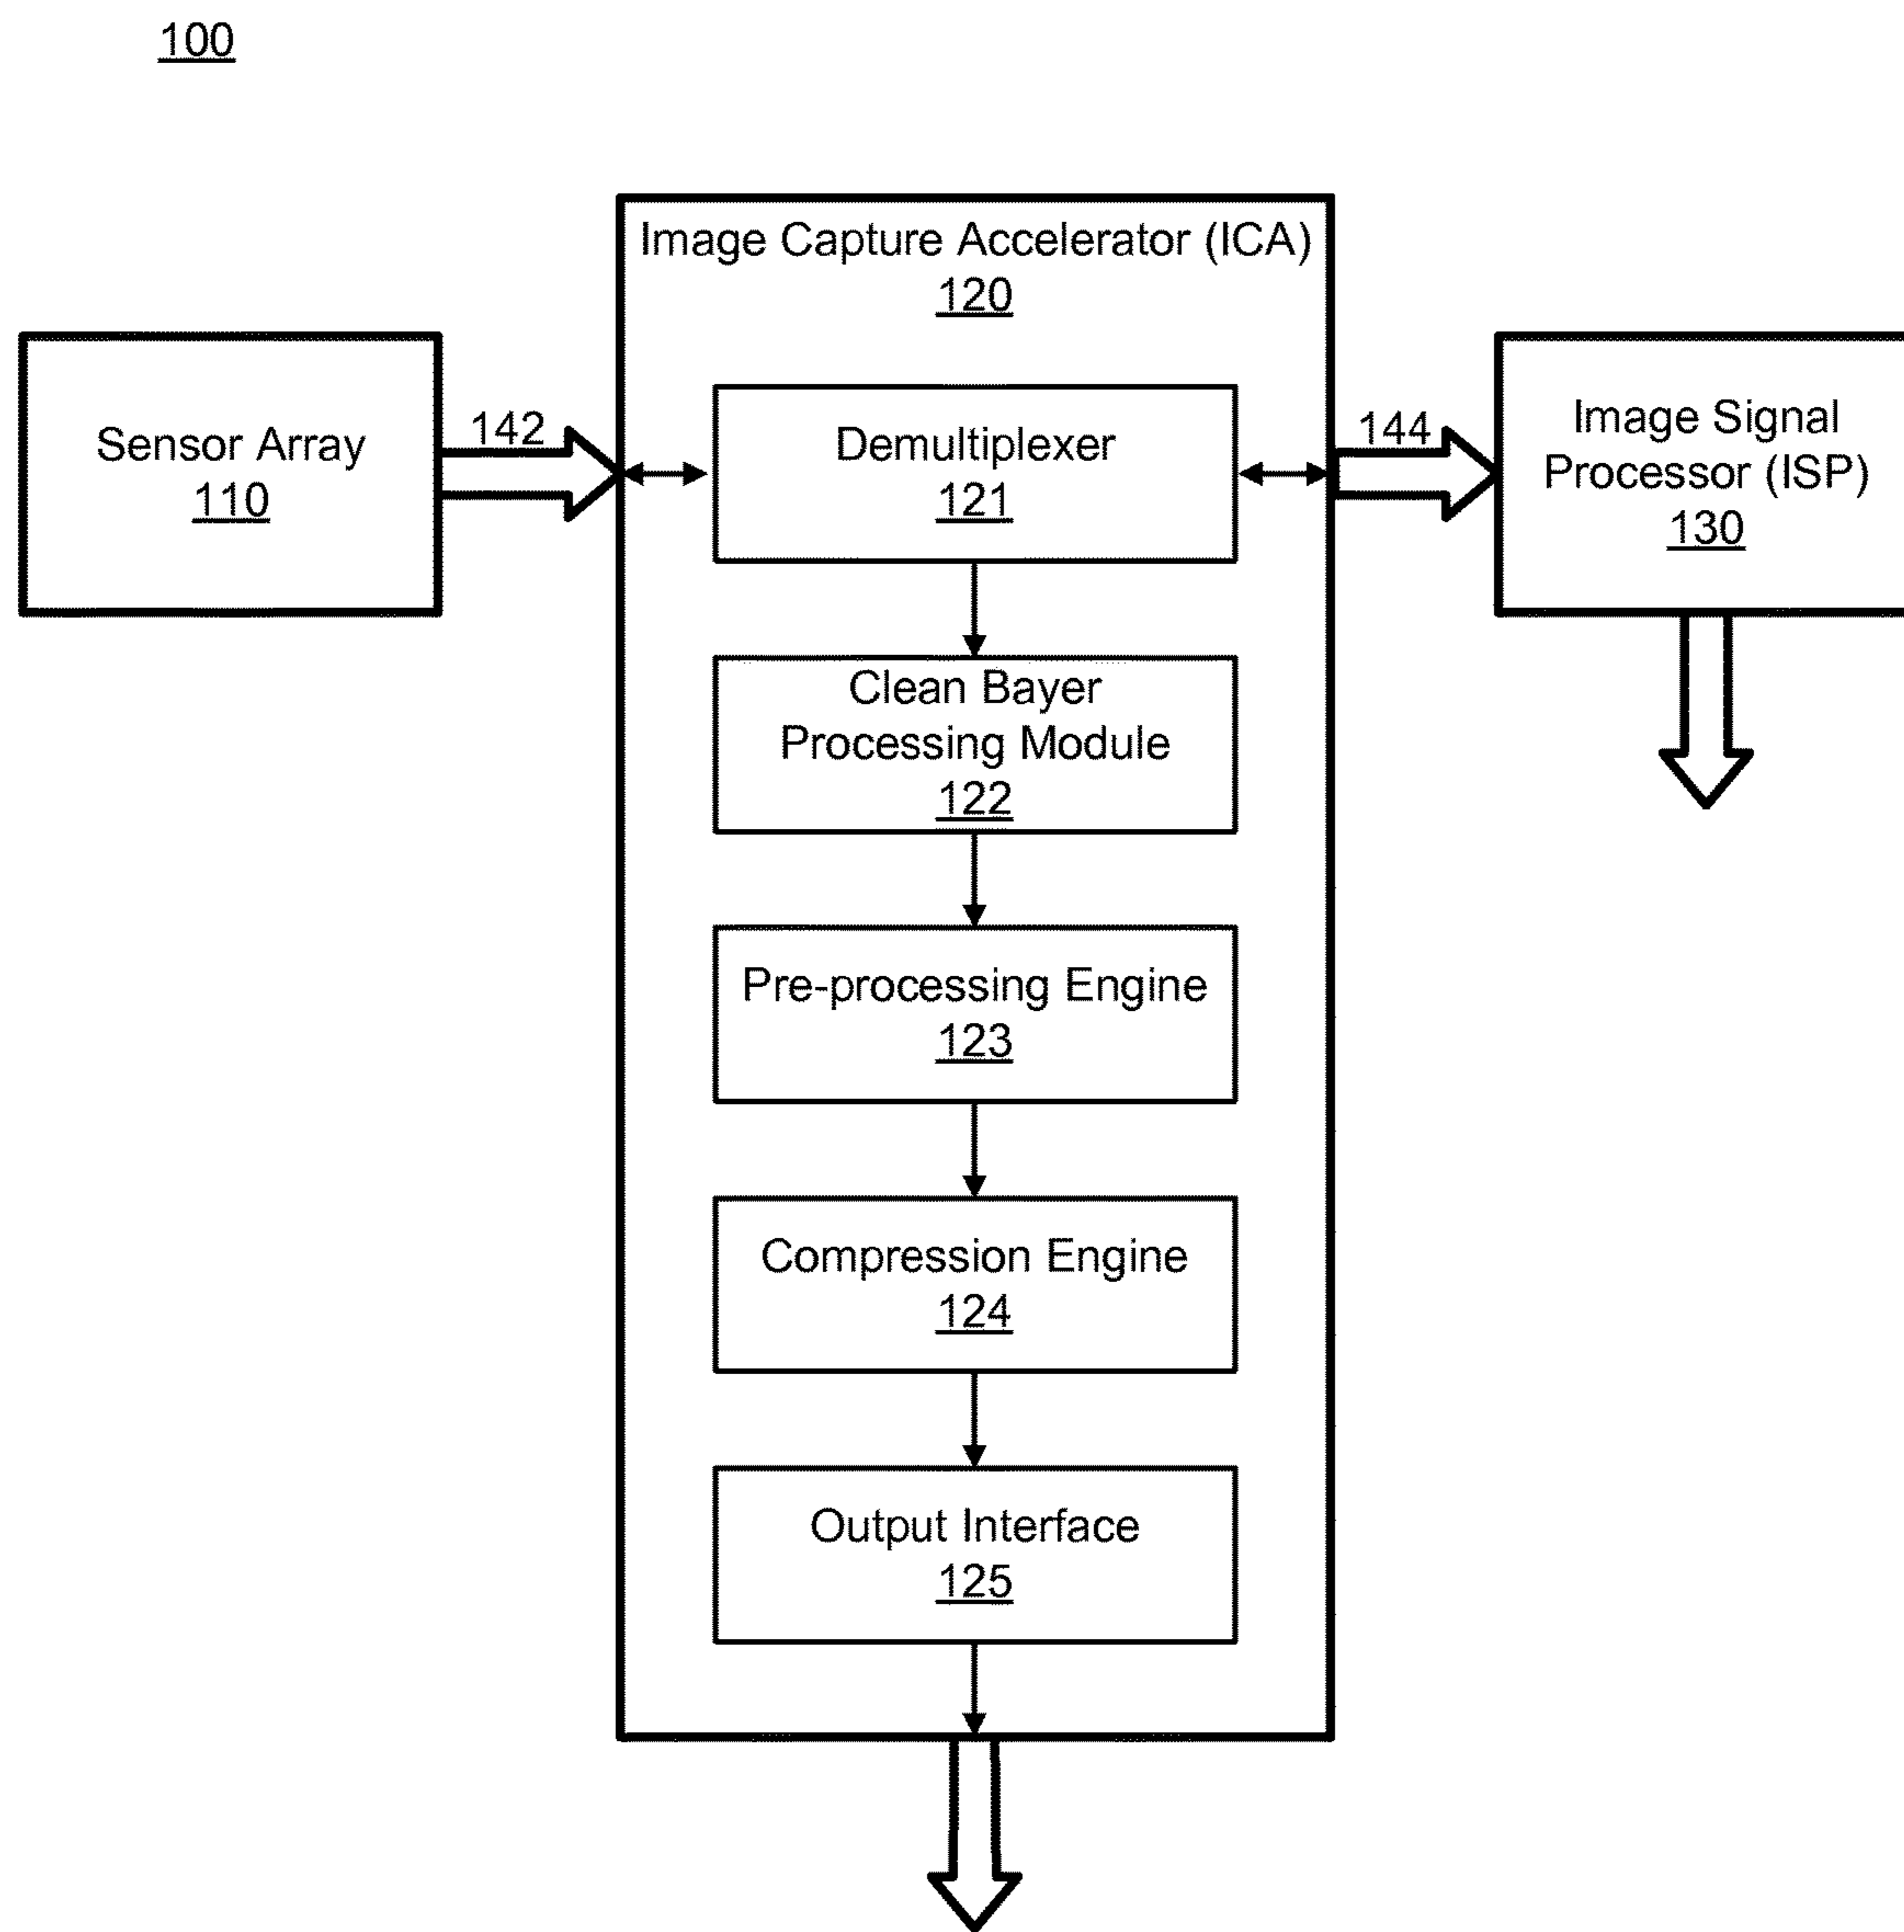 100
Image Capture Accelerator (ICA)
120
Sensor Array
110
142
Demultiplexer
121
144
Image Signal
Processor (ISP)
130
Clean Bayer
Processing Module
122
Pre-processing Engine
123
Compression Engine
124
Output Interface
125